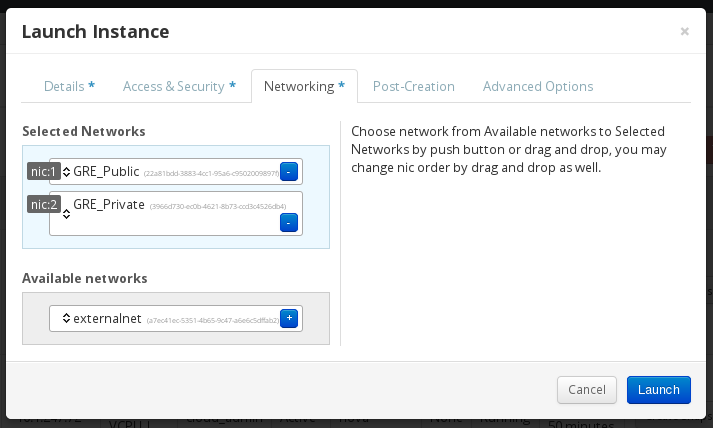 Launch Instance
×
Details * Access & Security * Networking * Post-Creation Advanced Options
Selected Networks
nic:1 GRE_Public (22a81bdd-3883-4cc1-95a6-c9502009897f) -
nic:2 GRE_Private (3966d730-ec0b-4621-8b73-ccd3c4526db4)
-
Available networks
externalnet (a7ec41ec-5351-4b65-9c47-a6e6c5dffab2) +
Choose network from Available networks to Selected
Networks by push button or drag and drop, you may
change nic order by drag and drop as well.
Cancel Launch